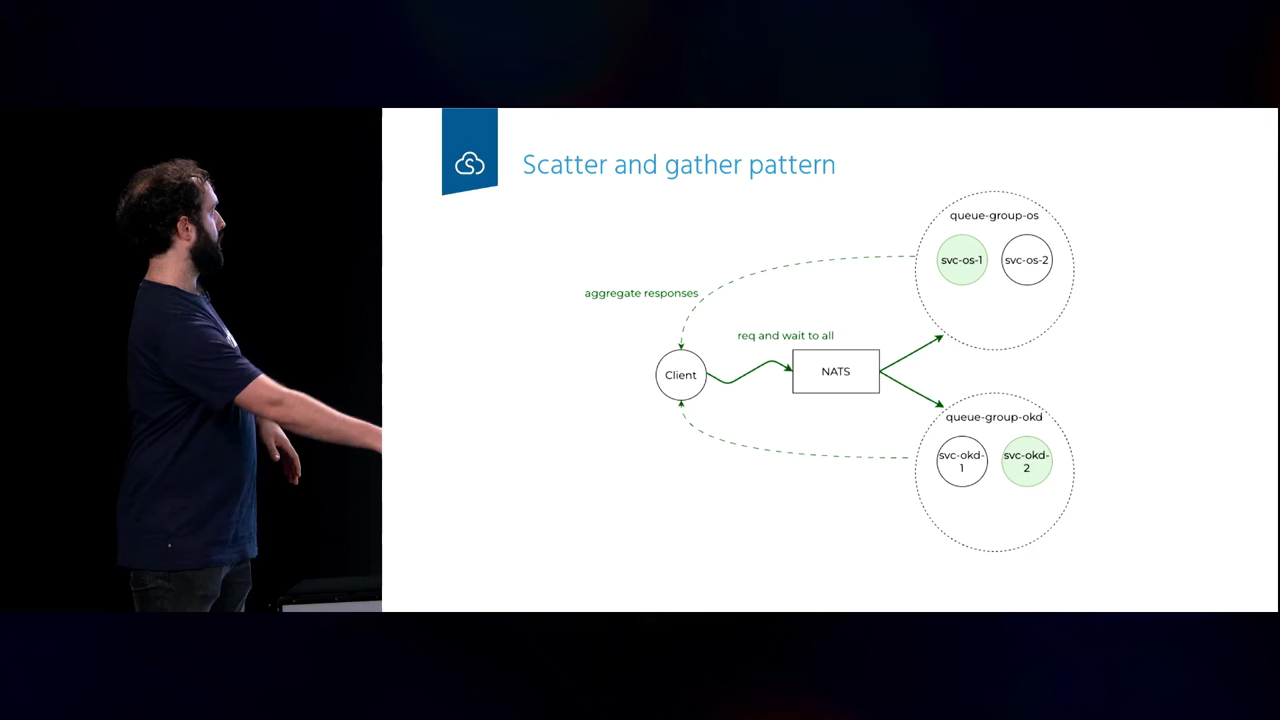 Scatter and gather pattern
queue-group-os
svc-os-1
svc-os-2
aggregate responses
req and wait to all
Client
NATS
queue-group-okd
svc-okd-
1
svc-okd-
2